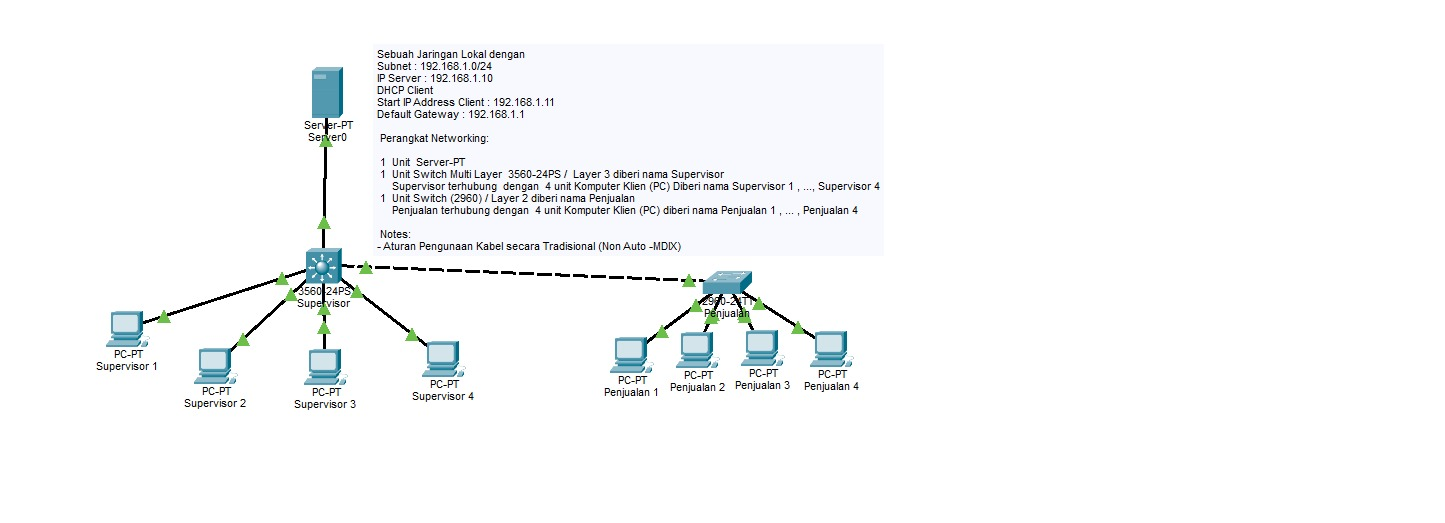 Sebuah Jaringan Lokal dengan
Subnet : 192.168.1.0/24
IP Server : 192.168.1.10
DHCP Client
Start IP Address Client : 192.168.1.11
Default Gateway : 192.168.1.1
Perangkat Networking:
1 Unit Server-PT
1 Unit Switch Multi Layer 3560-24PS / Layer 3 diberi nama Supervisor
Supervisor terhubung dengan 4 unit Komputer Klien (PC) Diberi nama Supervisor 1 , ..., Supervisor 4
1 Unit Switch (2960) / Layer 2 diberi nama Penjualan
Penjualan terhubung dengan 4 unit Komputer Klien (PC) diberi nama Penjualan 1 , ... , Penjualan 4
Notes:
- Aturan Pengunaan Kabel secara Tradisional (Non Auto -MDIX)
Server-PT
Server0
3560-24PS
Supervisor
2960-24TT
Penjualan
PC-PT
Supervisor 1
PC-PT
Supervisor 2
PC-PT
Supervisor 3
PC-PT
Supervisor 4
PC-PT
Penjualan 1
PC-PT
Penjualan 2
PC-PT
Penjualan 3
PC-PT
Penjualan 4